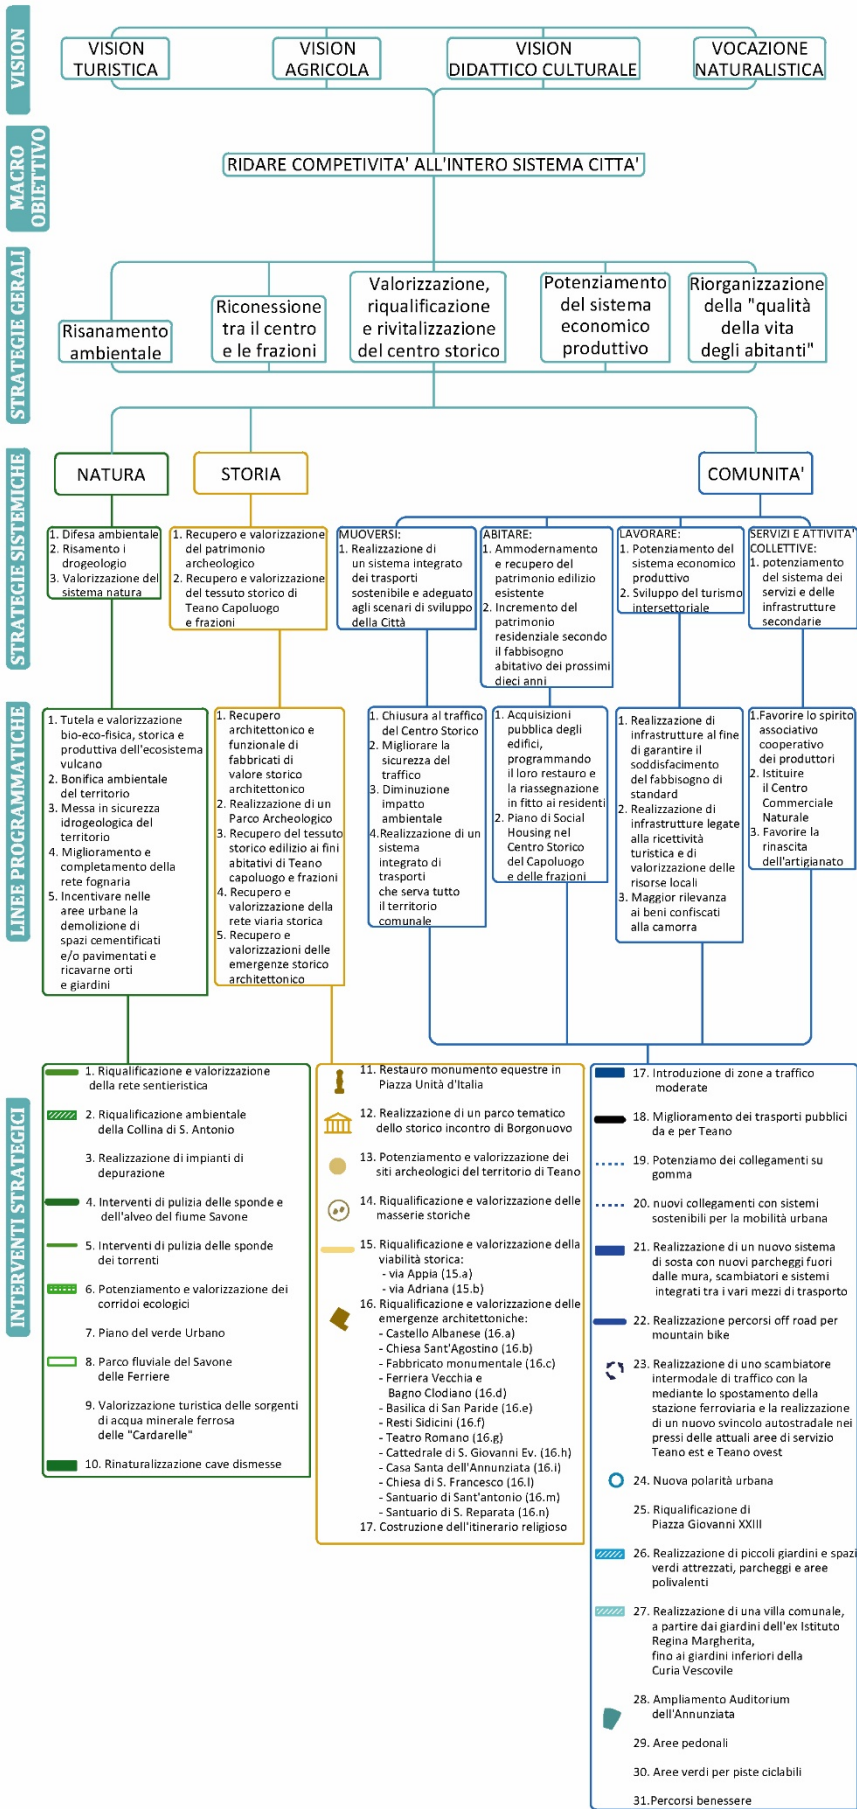 VISION
VISION
TURISTICA
VISION
AGRICOLA
VISION
DIDATTICO CULTURALE
VOCAZIONE
NATURALISTICA
MACRO
OBIETTIVO
RIDARE COMPETIVITA' ALL'INTERO SISTEMA CITTA'
STRATEGIE GERALI
Risanamento
ambientale
Riconessione
tra il centro
e le frazioni
Valorizzazione,
riqualificazione
e rivitalizzazione
del centro storico
Potenziamento
del sistema
economico
produttivo
Riorganizzazione
della "qualità
della vita
degli abitanti"
STRATEGIE SISTEMICHE
NATURA
STORIA
COMUNITA'
1. Difesa ambientale
2. Risamento i
drogeologio
3. Valorizzazione del
sistema natura
1. Recupero e valorizzazione
del patrimonio
archeologico
2. Recupero e valorizzazione
del tessuto storico di
Teano Capoluogo
e frazioni
MUOVERSI:
1. Realizzazione di
un sistema integrato
dei trasporti
sostenibile e adeguato
agli scenari di sviluppo
della Città
ABITARE:
1. Ammodernamento
e recupero del
patrimonio edilizio
esistente
2. Incremento del
patrimonio
residenziale secondo
il fabbisogno
abitativo dei prossimi
dieci anni
LAVORARE:
1. Potenziamento del
sistema economico
produttivo
2. Sviluppo del turismo
intersettoriale
SERVIZI E ATTIVITA'
COLLETTIVE:
1. potenziamento
del sistema dei
servizi e delle
infrastrutture
secondarie
LINEE PROGRAMMATICHE
1. Tutela e valorizzazione
bio-eco-fisica, storica e
produttiva dell'ecosistema
vulcano
2. Bonifica ambientale
del territorio
3. Messa in sicurezza
idrogeologica del
territorio
4. Miglioramento e
completamento della
rete fognaria
5. Incentivare nelle
aree urbane la
demolizione di
spazi cementificati
e/o pavimentati e
ricavarne orti
e giardini
1. Recupero
architettonico e
funzionale di
fabbricati di
valore storico
architettonico
2. Realizzazione di un
Parco Archeologico
3. Recupero del tessuto
storico edilizio ai fini
abitativi di Teano
capoluogo e frazioni
4. Recupero e
valorizzazione della
rete viaria storica
5. Recupero e
valorizzazioni delle
emergenze storico
architettonico
1. Chiusura al traffico
del Centro Storico
2. Migliorare la
sicurezza del
traffico
3. Diminuzione
impatto
ambientale
4.Realizzazione di un
sistema
integrato di
trasporti
che serva tutto
il territorio
comunale
1. Acquisizioni
pubblica degli
edifici,
programmando
il loro restauro e
la riassegnazione
in fitto ai residenti
2. Piano di Social
Housing nel
Centro Storico
del Capoluogo
e delle frazioni
1. Realizzazione di
infrastrutture al fine
di garantire il
soddisfacimento
del fabbisogno di
standard
2. Realizzazione di
infrastrutture legate
alla ricettività
turistica e di
valorizzazione delle
risorse locali
3. Maggior rilevanza
ai beni confiscati
alla camorra
1.Favorire lo spirito
associativo
cooperativo
dei produttori
2. Istituire
il Centro
Commerciale
Naturale
3. Favorire la
rinascita
dell'artigianato
INTERVENTI STRATEGICI
1. Riqualificazione e valorizzazione
della rete sentieristica
2. Riqualificazione ambientale
della Collina di S. Antonio
3. Realizzazione di impianti di
depurazione
4. Interventi di pulizia delle sponde e
dell'alveo del fiume Savone
5. Interventi di pulizia delle sponde
dei torrenti
6. Potenziamento e valorizzazione dei
corridoi ecologici
7. Piano del verde Urbano
8. Parco fluviale del Savone
delle Ferriere
9. Valorizzazione turistica delle sorgenti
di acqua minerale ferrosa
delle "Cardarelle"
10. Rinaturalizzazione cave dismesse
11. Restauro monumento equestre in
Piazza Unità d'Italia
12. Realizzazione di un parco tematico
dello storico incontro di Borgonuovo
13. Potenziamento e valorizzazione dei
siti archeologici del territorio di Teano
14. Riqualificazione e valorizzazione delle
masserie storiche
15. Riqualificazione e valorizzazione della
viabilità storica:
- via Appia (15.a)
- via Adriana (15.b)
16. Riqualificazione e valorizzazione delle
emergenze architettoniche:
- Castello Albanese (16.a)
- Chiesa Sant'Agostino (16.b)
- Fabbricato monumentale (16.c)
- Ferriera Vecchia e
Bagno Clodiano (16.d)
- Basilica di San Paride (16.e)
- Resti Sidicini (16.f)
- Teatro Romano (16.g)
- Cattedrale di S. Giovanni Ev. (16.h)
- Casa Santa dell'Annunziata (16.i)
- Chiesa di S. Francesco (16.l)
- Santuario di Sant'antonio (16.m)
- Santuario di S. Reparata (16.n)
17. Costruzione dell'itinerario religioso
17. Introduzione di zone a traffico
moderate
18. Miglioramento dei trasporti pubblici
da e per Teano
19. Potenziamo dei collegamenti su
gomma
20. nuovi collegamenti con sistemi
sostenibili per la mobilità urbana
21. Realizzazione di un nuovo sistema
di sosta con nuovi parcheggi fuori
dalle mura, scambiatori e sistemi
integrati tra i vari mezzi di trasporto
22. Realizzazione percorsi off road per
mountain bike
23. Realizzazione di uno scambiatore
intermodale di traffico con la
mediante lo spostamento della
stazione ferroviaria e la realizzazione
di un nuovo svincolo autostradale nei
pressi delle attuali aree di servizio
Teano est e Teano ovest
24. Nuova polarità urbana
25. Riqualificazione di
Piazza Giovanni XXIII
26. Realizzazione di piccoli giardini e spazi
verdi attrezzati, parcheggi e aree
polivalenti
27. Realizzazione di una villa comunale,
a partire dai giardini dell'ex Istituto
Regina Margherita,
fino ai giardini inferiori della
Curia Vescovile
28. Ampliamento Auditorium
dell'Annunziata
29. Aree pedonali
30. Aree verdi per piste ciclabili
31.Percorsi benessere